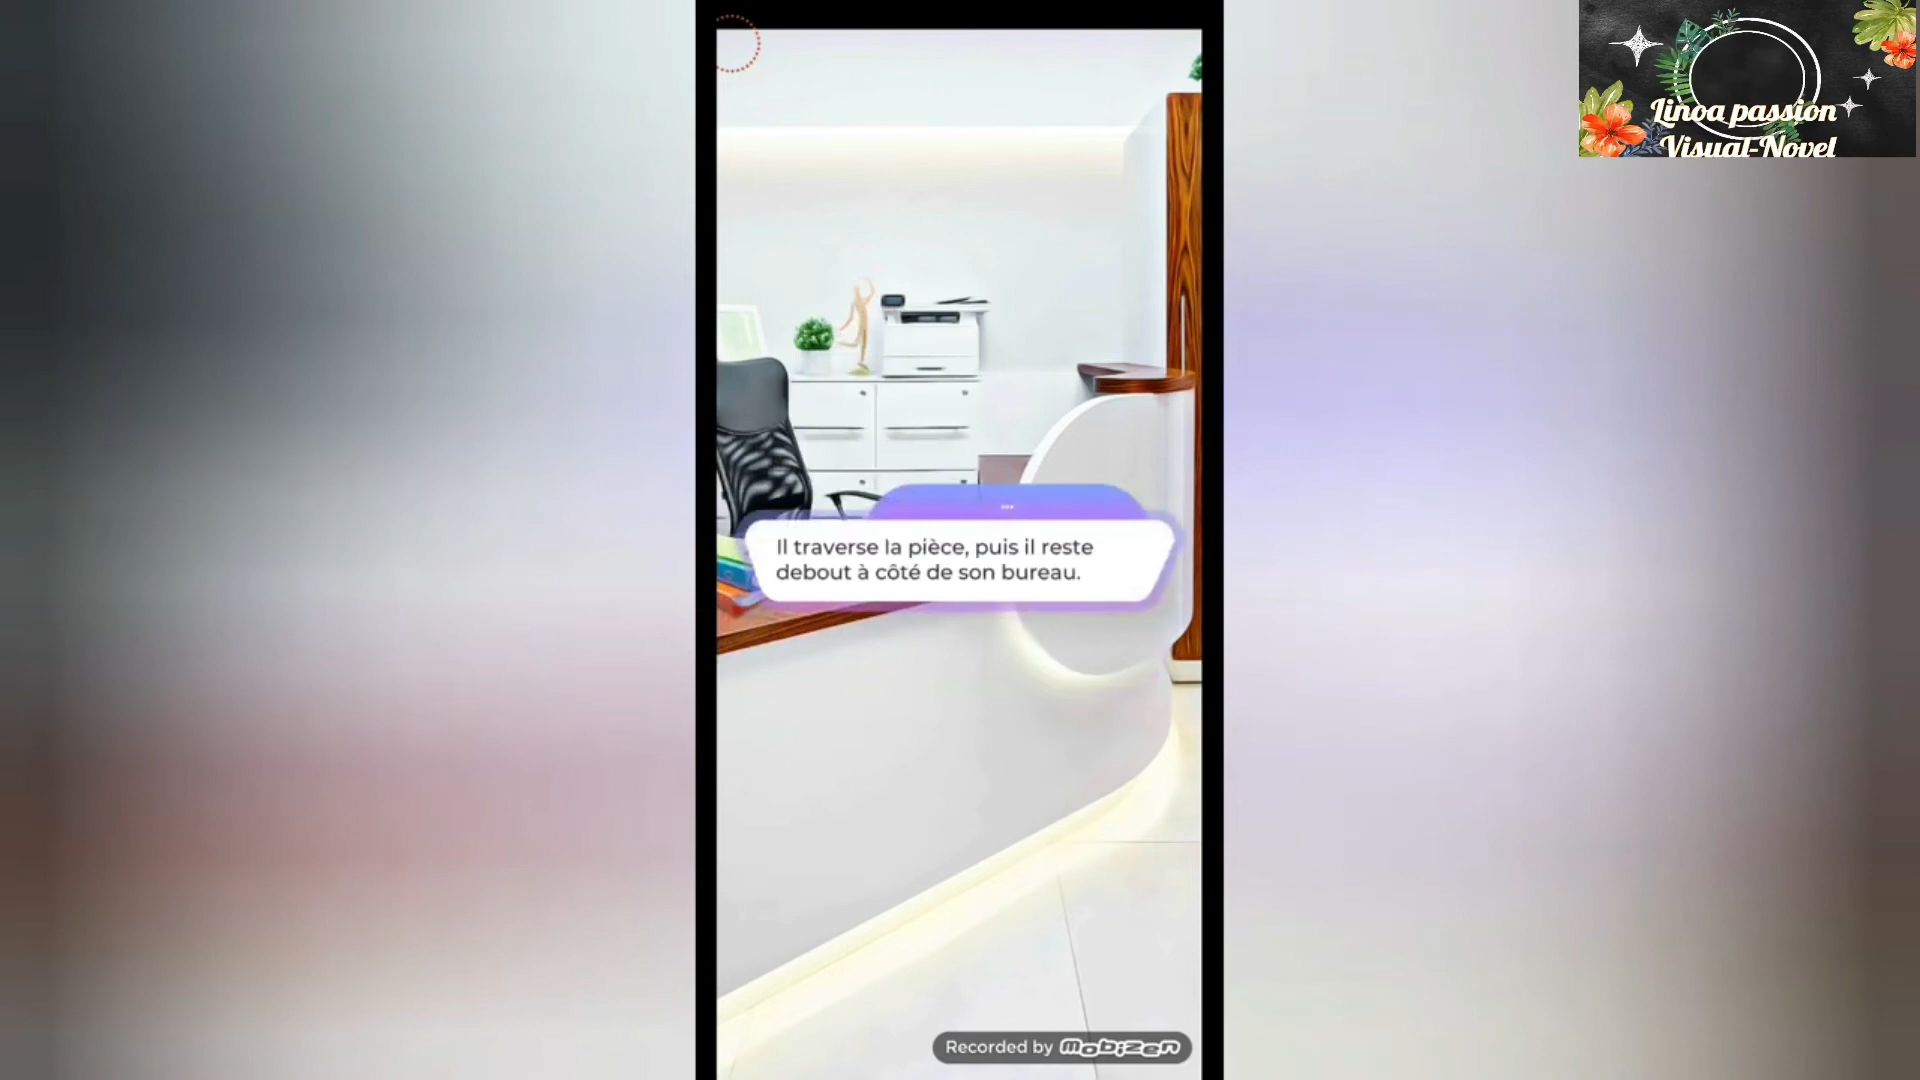 Linoa passion
Visual-Novel
...
Il traverse la pièce, puis il reste
debout à côté de son bureau.
Recorded by Mobizen